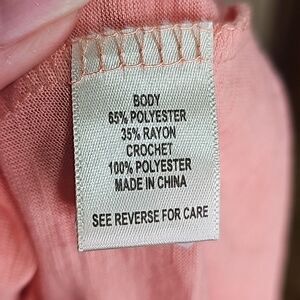 BODY
65% POLYESTER
35% RAYON
CROCHET
100% POLYESTER
MADE IN CHINA
SEE REVERSE FOR CARE